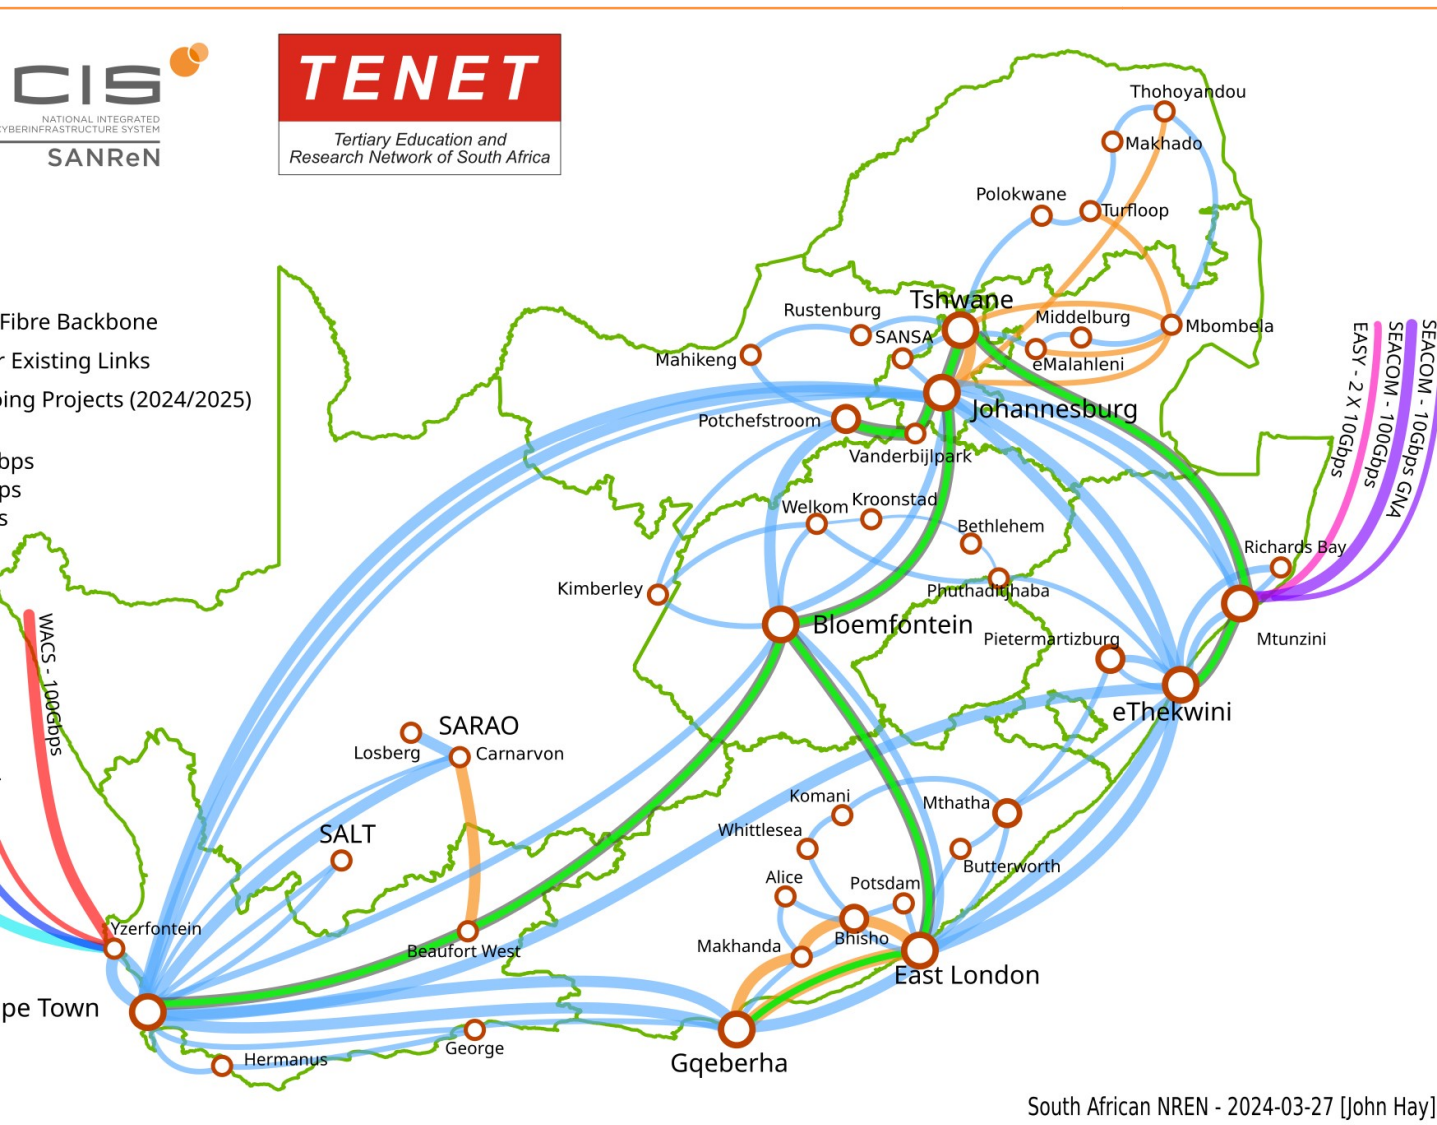 CIS
NATIONAL INTEGRATED
CYBERINFRASTRUCTURE SYSTEM
SANReN
TENET
Tertiary Education and
Research Network of South Africa
Fibre Backbone
r Existing Links
ping Projects (2024/2025)
bps
ps
s
Thohoyandou
Makhado
Polokwane
Turfloop
Tshwane
Rustenburg
SANSA
Middelburg
Mbombela
Mahikeng
eMalahleni
Johannesburg
Potchefstroom
Vanderbijlpark
Welkom
Kroonstad
Bethlehem
Richards Bay
Kimberley
Phuthaditjhaba
Bloemfontein
Pietermartizburg
Mtunzini
eThekwini
EASY - 2 X 10Gbps
SEACOM - 100Gbps
SEACOM - 10Gbps GNA
WACS - 100Gbps
SARAO
Losberg
Carnarvon
SALT
Komani
Mthatha
Whittlesea
Butterworth
Alice
Potsdam
Yzerfontein
Beaufort West
Makhanda
Bhisho
East London
pe Town
Hermanus
George
Gqeberha
South African NREN - 2024-03-27 [John Hay]